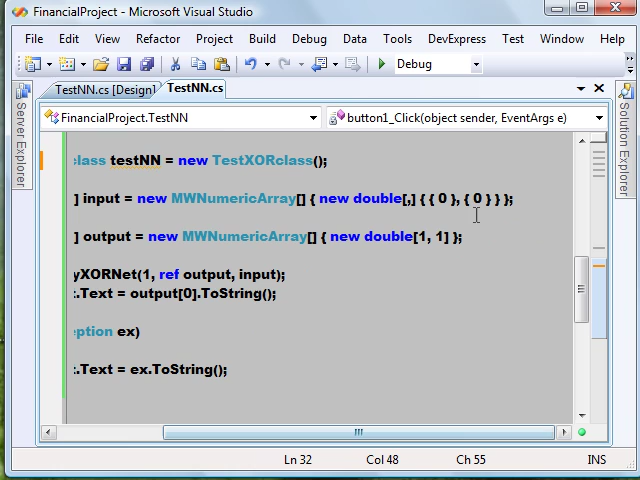 FinancialProject - Microsoft Visual Studio
File Edit View Refactor Project Build Debug Data Tools DevExpress Test Window Help
Debug
TestNN.cs [Design] TestNN.cs
FinancialProject.TestNN button1_Click(object sender, EventArgs e)
Server Explorer
Solution Explorer
class testNN = new TestXORclass();
] input = new MWNumericArray[] { new double[,] { { 0 }, { 0 } } };
] output = new MWNumericArray[] { new double[1, 1] };
yXORNet(1, ref output, input);
t.Text = output[0].ToString();
eption ex)
t.Text = ex.ToString();
Ln 32 Col 48 Ch 55 INS